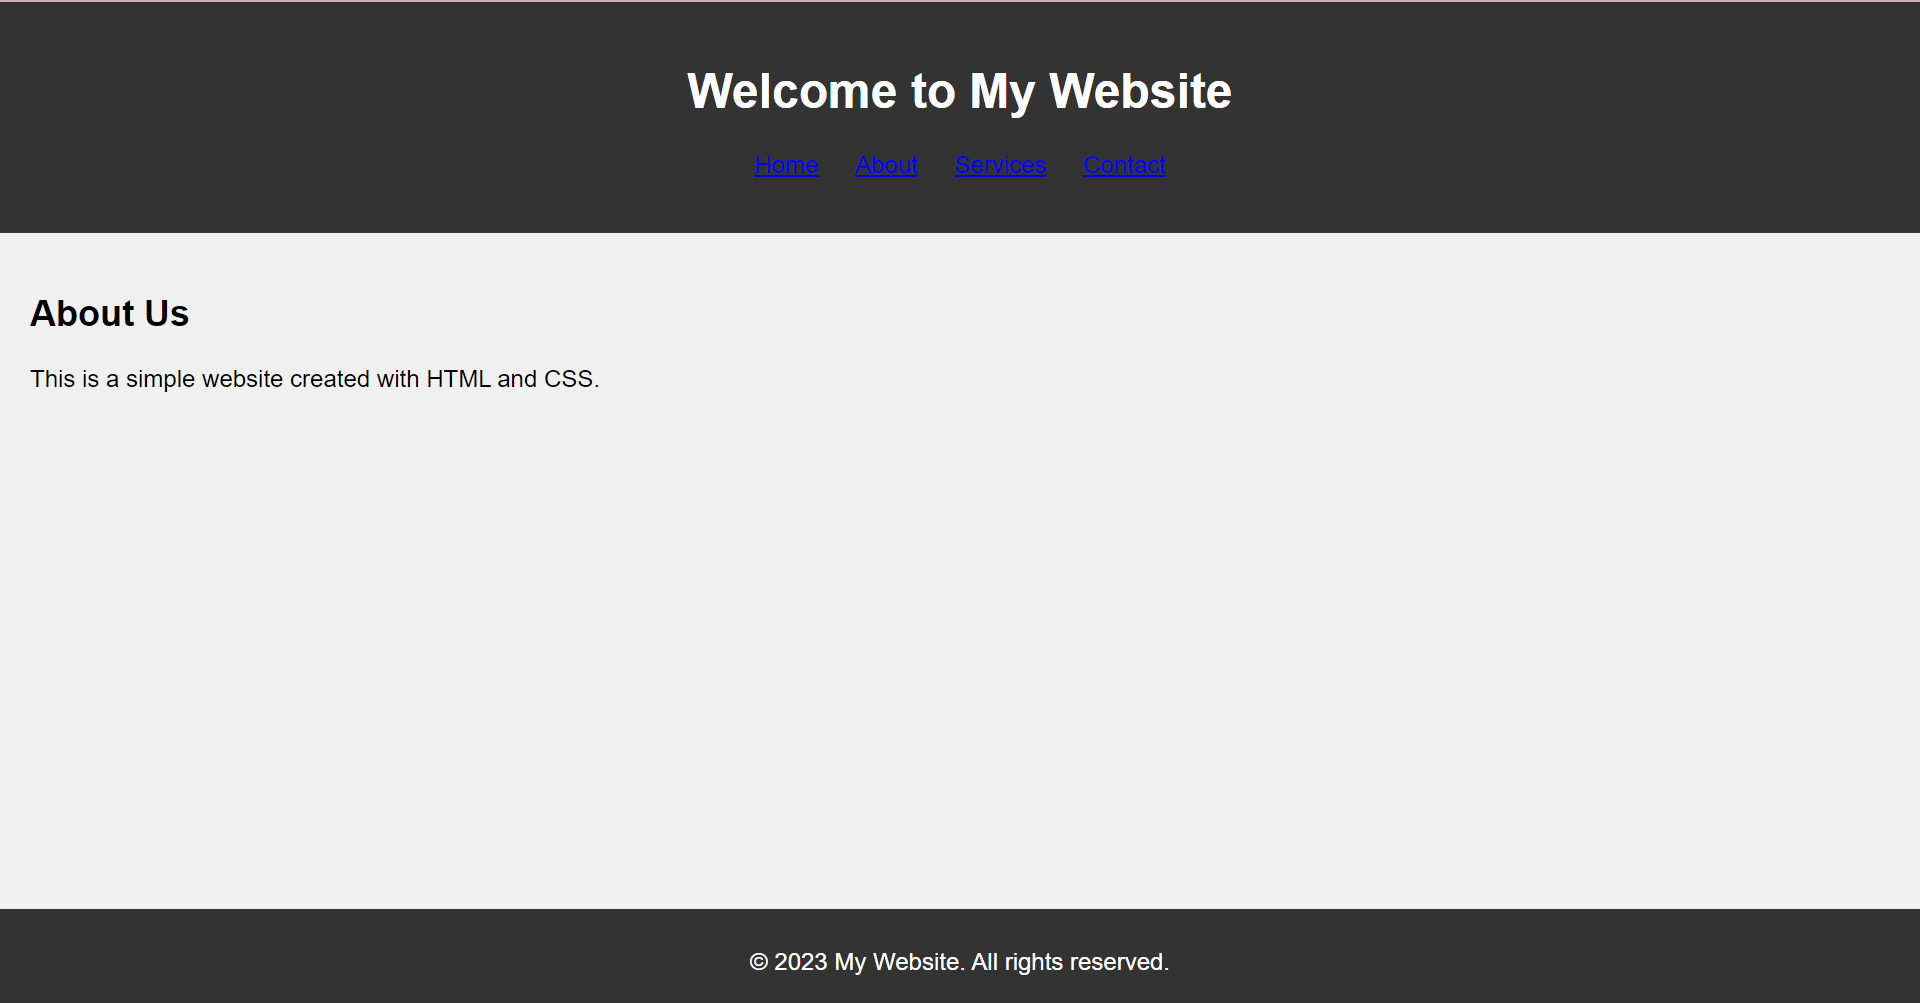 Welcome to My Website
Home About Services Contact
About Us
This is a simple website created with HTML and CSS.
© 2023 My Website. All rights reserved.